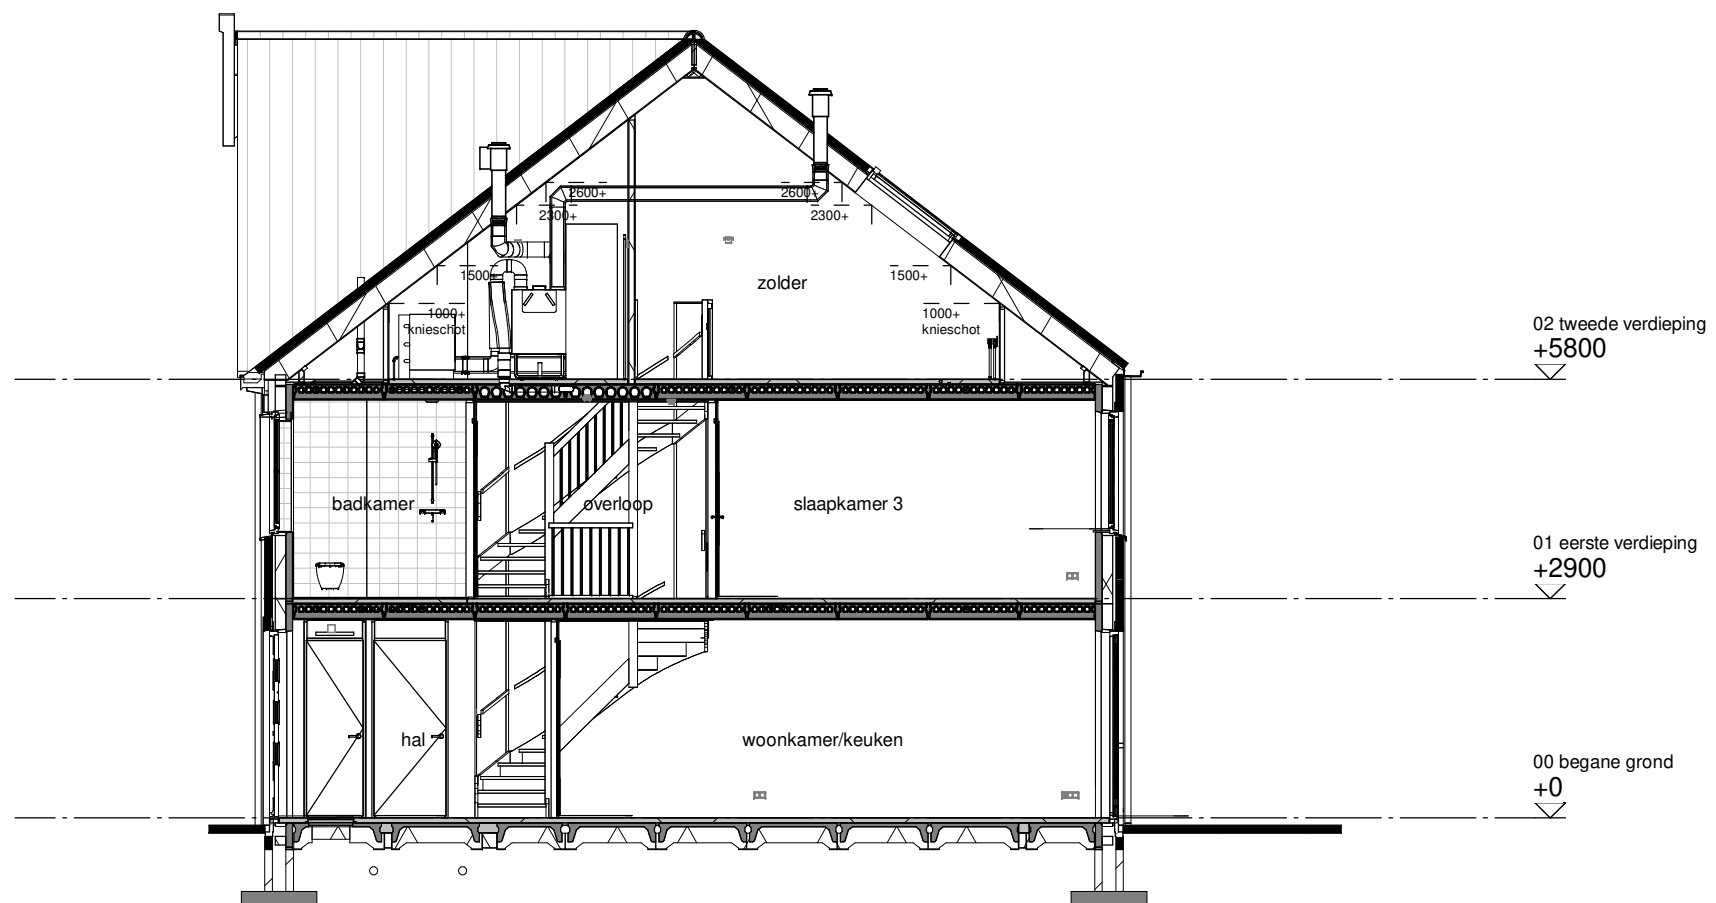 2600+ 2600+
2300+ 2300+
1500+ 1500+
zolder
1000+ 1000+
knieschot knieschot
02 tweede verdieping
+5800
badkamer overloop slaapkamer 3
01 eerste verdieping
+2900
hal woonkamer/keuken
00 begane grond
+0